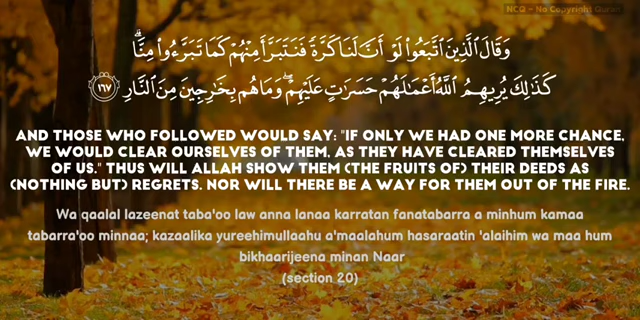 NCQ - No Copyright Quran
وَقَالَ ٱلَّذِينَ ٱتَّبَعُوا۟ لَوْ أَنَّ لَنَا كَرَّةً فَنَتَبَرَّأَ مِنْهُمْ كَمَا تَبَرَّءُوا۟ مِنَّا ۗ
كَذَٰلِكَ يُرِيهِمُ ٱللَّهُ أَعْمَٰلَهُمْ حَسَرَٰتٍ عَلَيْهِمْ ۖ وَمَا هُم بِخَٰرِجِينَ مِنَ ٱلنَّارِ ١٦٧
AND THOSE WHO FOLLOWED WOULD SAY: "IF ONLY WE HAD ONE MORE CHANCE,
WE WOULD CLEAR OURSELVES OF THEM, AS THEY HAVE CLEARED THEMSELVES
OF US." THUS WILL ALLAH SHOW THEM (THE FRUITS OF) THEIR DEEDS AS
(NOTHING BUT) REGRETS. NOR WILL THERE BE A WAY FOR THEM OUT OF THE FIRE.
Wa qaalal lazeenat taba'oo law anna lanaa karratan fanatabarra a minhum kamaa
tabarra'oo minnaa; kazaalika yureehimullaahu a'maalahum hasaraatin 'alaihim wa maa hum
bikhaarijeena minan Naar
(section 20)